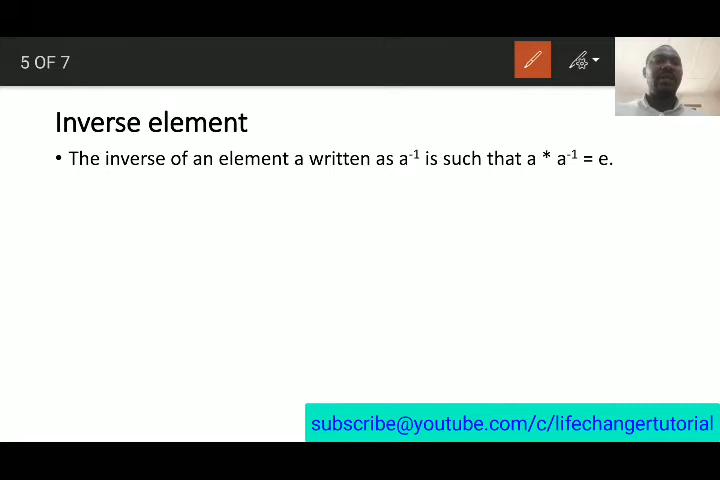 5 OF 7
Inverse element
• The inverse of an element a written as a⁻¹ is such that a * a⁻¹ = e.
subscribe@youtube.com/c/lifechangertutorial